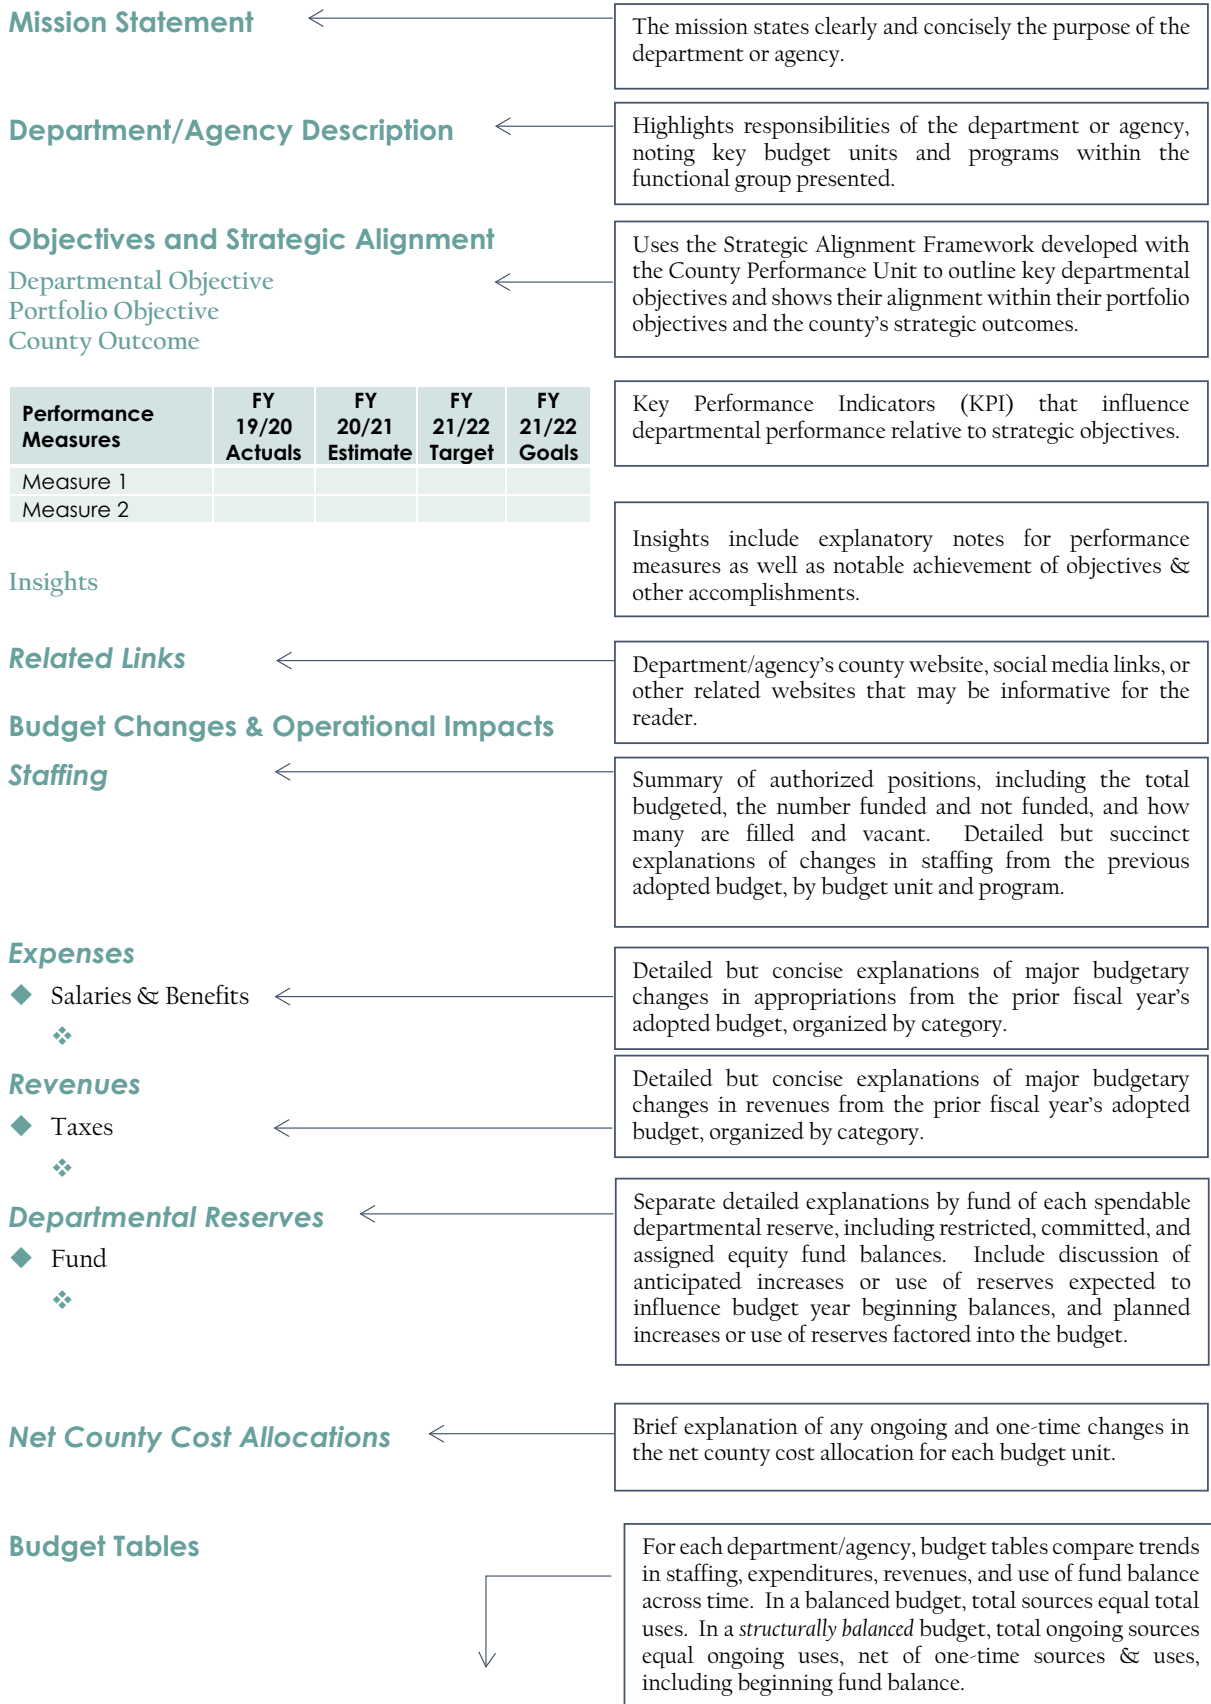 Mission Statement
The mission states clearly and concisely the purpose of the
department or agency.
Department/Agency Description
Highlights responsibilities of the department or agency,
noting key budget units and programs within the
functional group presented.
Objectives and Strategic Alignment
Departmental Objective
Portfolio Objective
County Outcome
Uses the Strategic Alignment Framework developed with
the County Performance Unit to outline key departmental
objectives and shows their alignment within their portfolio
objectives and the county's strategic outcomes.
Performance
Measures
FY
19/20
Actuals
FY
20/21
Estimate
FY
21/22
Target
FY
21/22
Goals
Measure 1
Measure 2
Key Performance Indicators (KPI) that influence
departmental performance relative to strategic objectives.
Insights
Insights include explanatory notes for performance
measures as well as notable achievement of objectives &
other accomplishments.
Related Links
Department/agency's county website, social media links, or
other related websites that may be informative for the
reader.
Budget Changes & Operational Impacts
Staffing
Summary of authorized positions, including the total
budgeted, the number funded and not funded, and how
many are filled and vacant. Detailed but succinct
explanations of changes in staffing from the previous
adopted budget, by budget unit and program.
Expenses
Salaries & Benefits
Detailed but concise explanations of major budgetary
changes in appropriations from the prior fiscal year's
adopted budget, organized by category.
Revenues
Taxes
Detailed but concise explanations of major budgetary
changes in revenues from the prior fiscal year's adopted
budget, organized by category.
Departmental Reserves
Fund
Separate detailed explanations by fund of each spendable
departmental reserve, including restricted, committed, and
assigned equity fund balances. Include discussion of
anticipated increases or use of reserves expected to
influence budget year beginning balances, and planned
increases or use of reserves factored into the budget.
Net County Cost Allocations
Brief explanation of any ongoing and one-time changes in
the net county cost allocation for each budget unit.
Budget Tables
For each department/agency, budget tables compare trends
in staffing, expenditures, revenues, and use of fund balance
across time. In a balanced budget, total sources equal total
uses. In a structurally balanced budget, total ongoing sources
equal ongoing uses, net of one-time sources & uses,
including beginning fund balance.